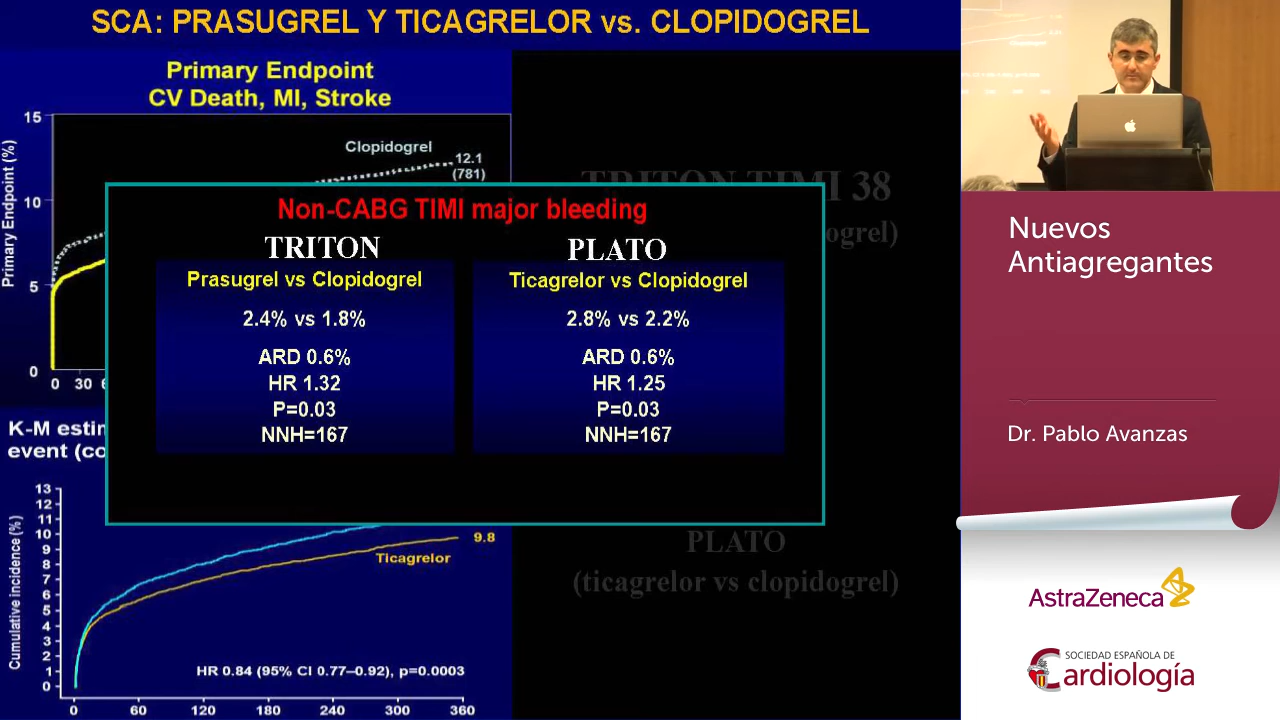 SCA: PRASUGREL Y TICAGRELOR vs. CLOPIDOGREL
Primary Endpoint
CV Death, MI, Stroke
Primary Endpoint (%)
15
10
5
0
0 30
Clopidogrel
12.1
(781)
TRITON TIMI 38
Non-CABG TIMI major bleeding
TRITON
Prasugrel vs Clopidogrel
2.4% vs 1.8%
ARD 0.6%
HR 1.32
P=0.03
NNH=167
PLATO
Ticagrelor vs Clopidogrel
2.8% vs 2.2%
ARD 0.6%
HR 1.25
P=0.03
NNH=167
K-M estim
event (co
Cumulative incidence (%)
13
12
11
10
9
8
7
6
5
4
3
2
1
0
9.8
Ticagrelor
HR 0.84 (95% CI 0.77–0.92), p=0.0003
0 60 120 180 240 300 360
PLATO
(ticagrelor vs clopidogrel)
Nuevos
Antiagregantes
Dr. Pablo Avanzas
AstraZeneca
SOCIEDAD ESPAÑOLA DE
Cardiología